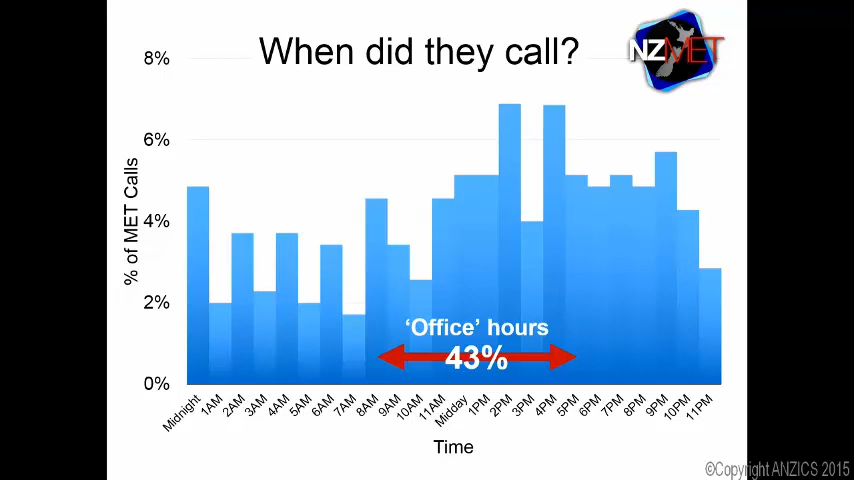 When did they call?
NZMET
8%
6%
4%
2%
0%
% of MET Calls
'Office' hours
43%
Midnight
1AM
2AM
3AM
4AM
5AM
6AM
7AM
8AM
9AM
10AM
11AM
Midday
1PM
2PM
3PM
4PM
5PM
6PM
7PM
8PM
9PM
10PM
11PM
Time
©Copyright ANZICS 2015